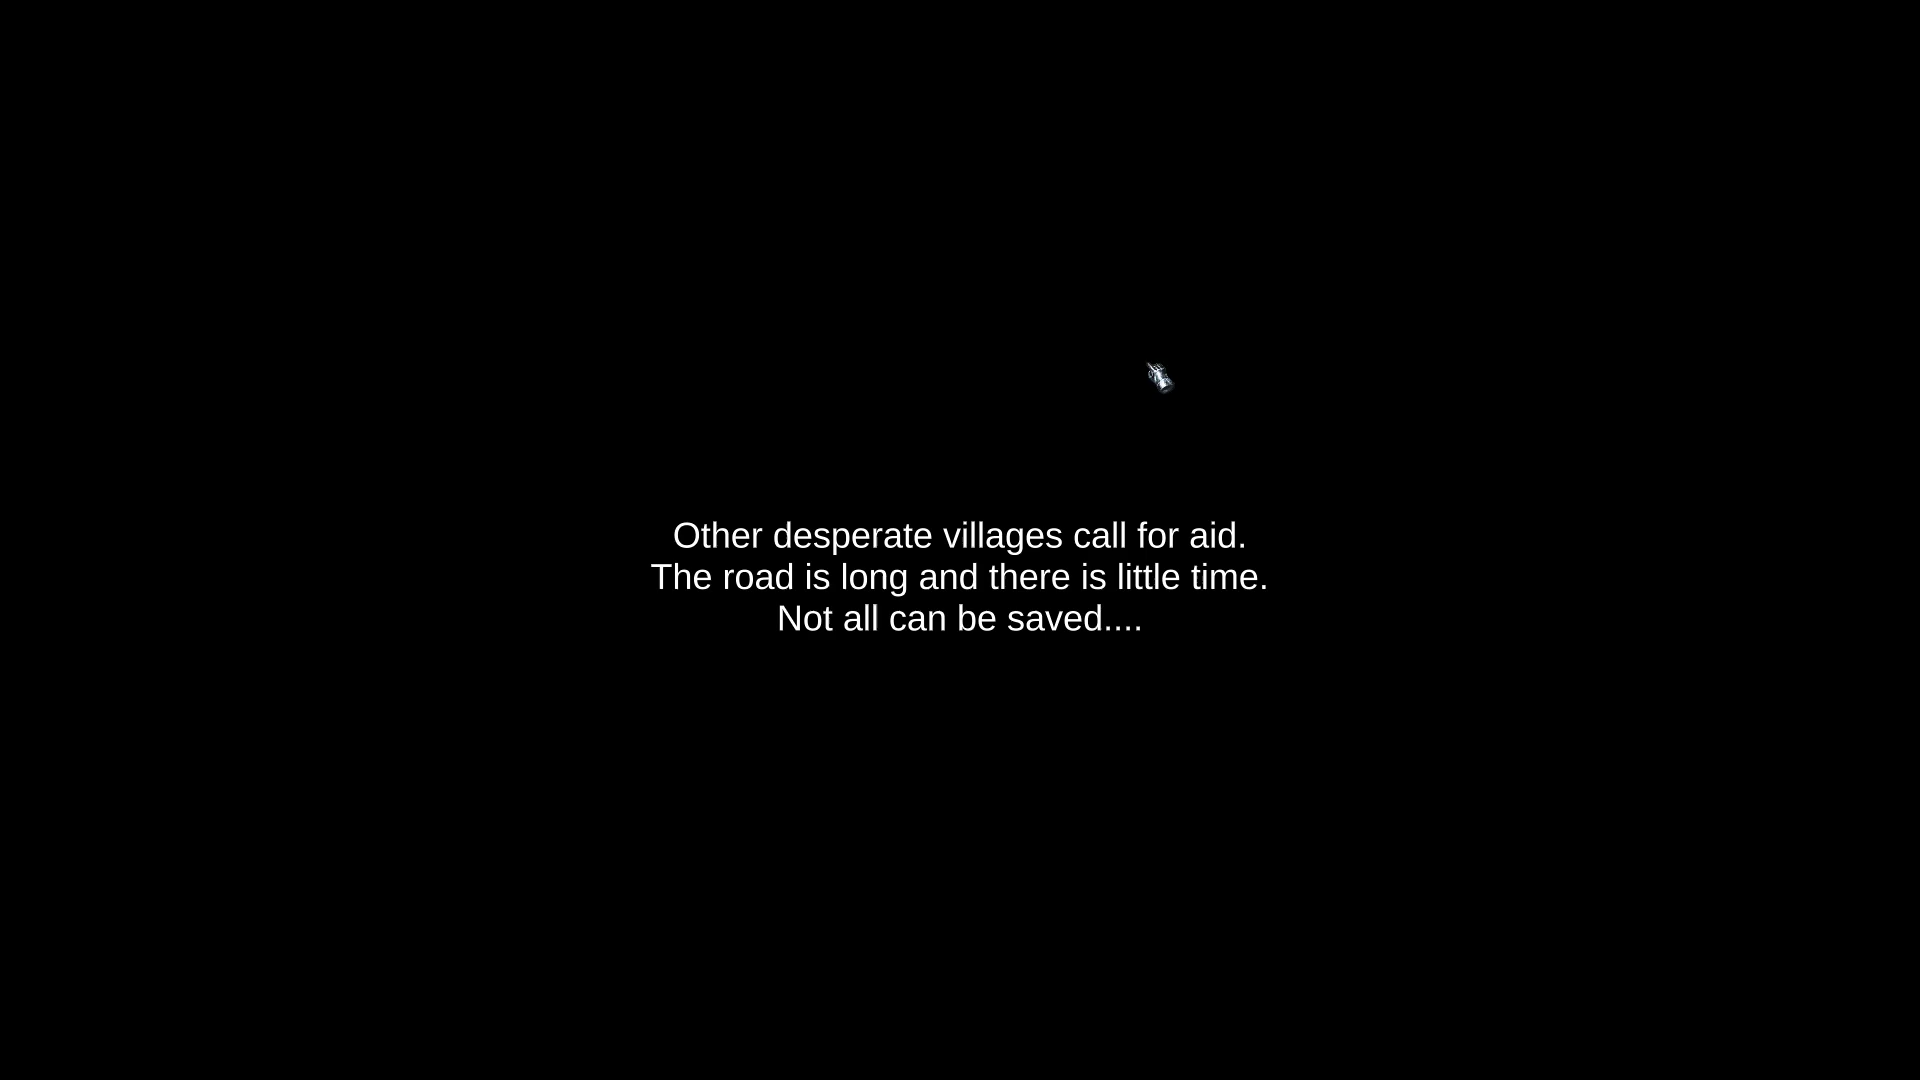 Other desperate villages call for aid.
The road is long and there is little time.
Not all can be saved....